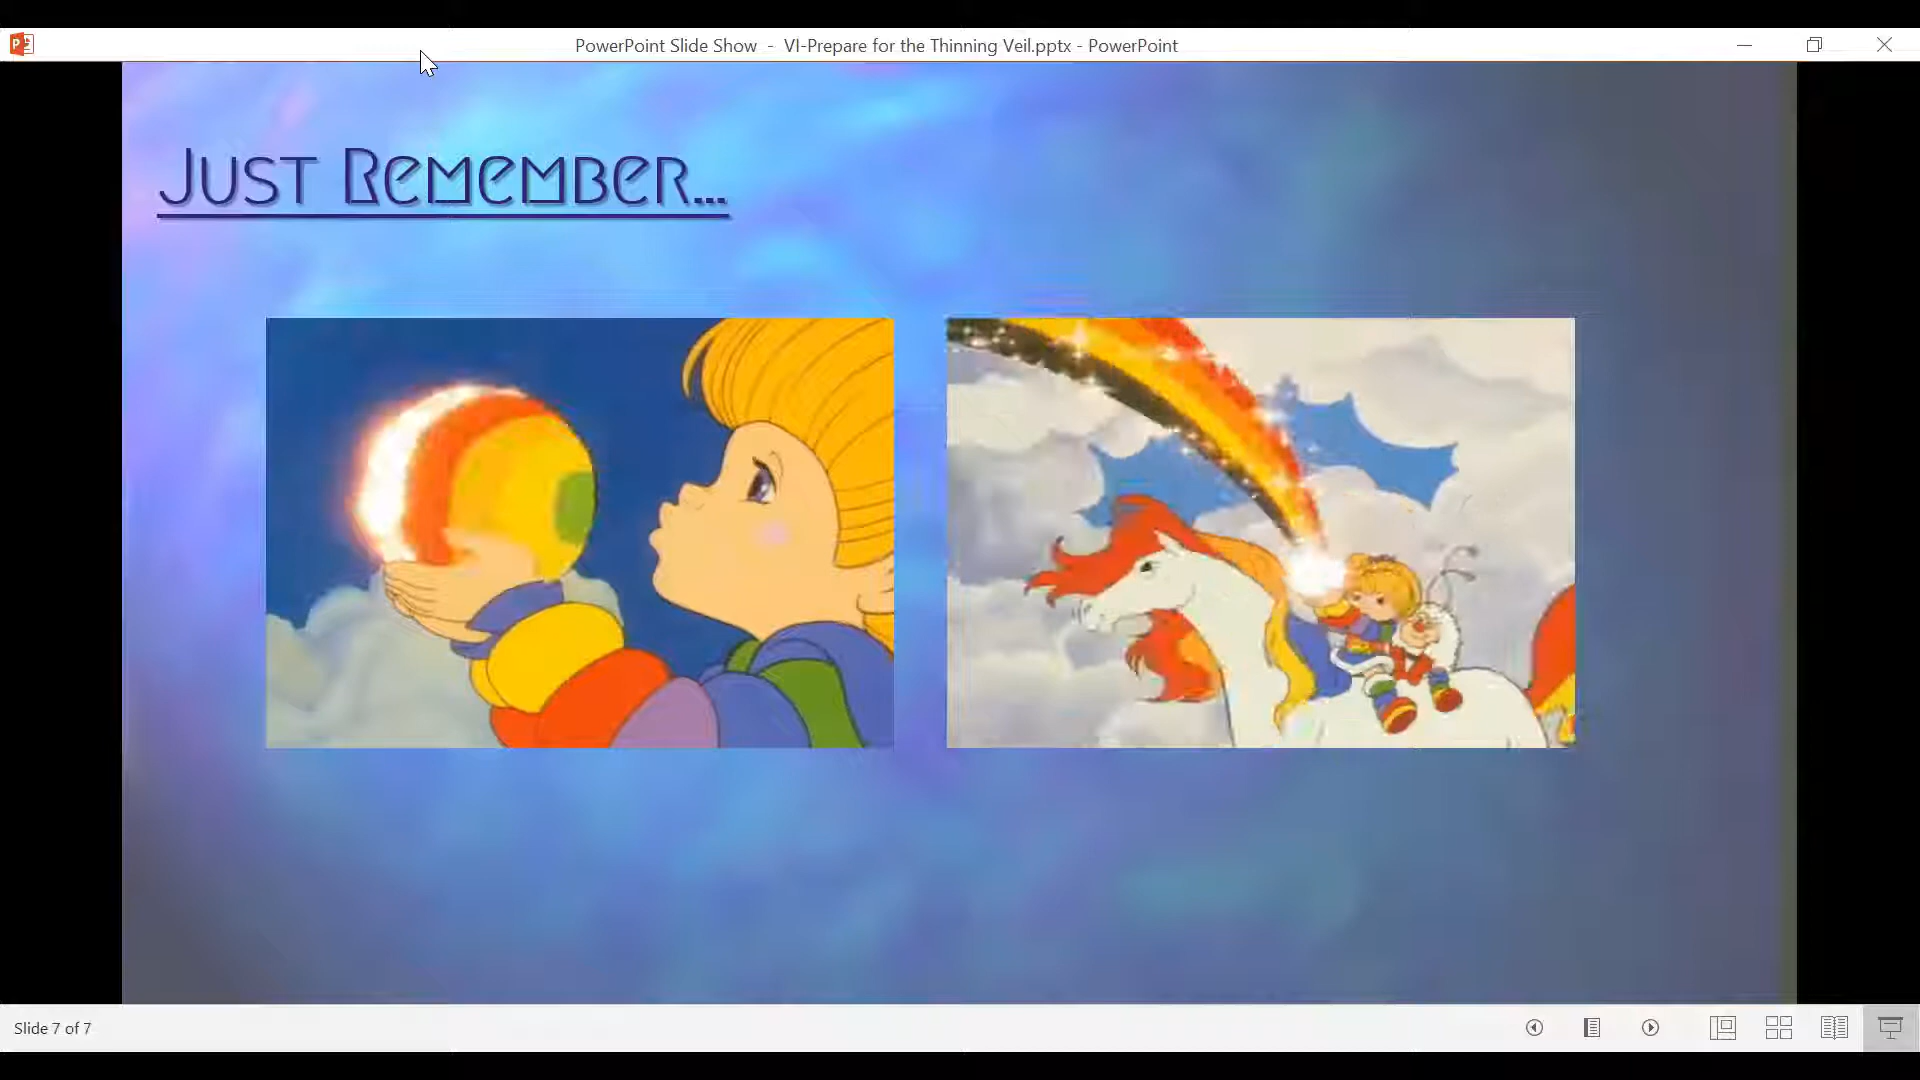 PowerPoint Slide Show - VI-Prepare for the Thinning Veil.pptx - PowerPoint
Just Remember...
Slide 7 of 7